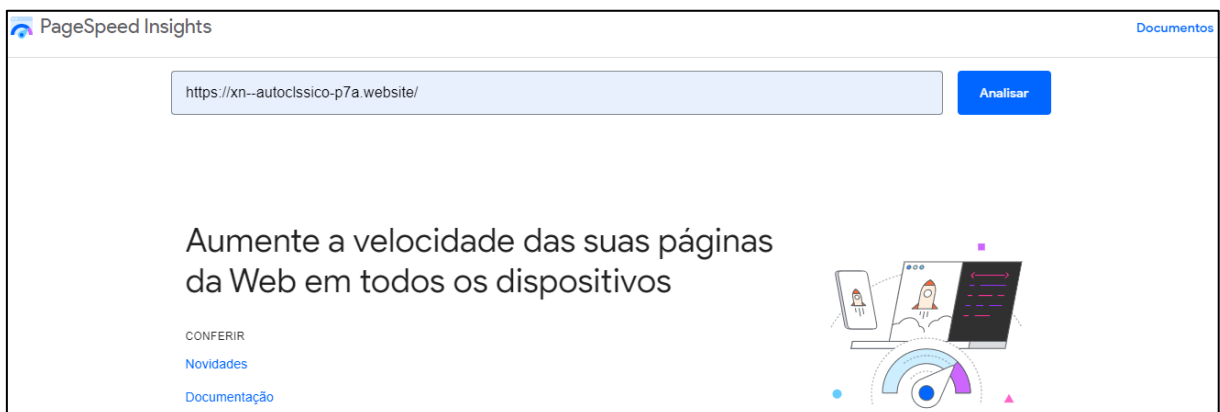 PageSpeed Insights
Documentos
https://xn--autoclssico-p7a.website/
Analisar
Aumente a velocidade das suas páginas
da Web em todos os dispositivos
CONFERIR
Novidades
Documentação